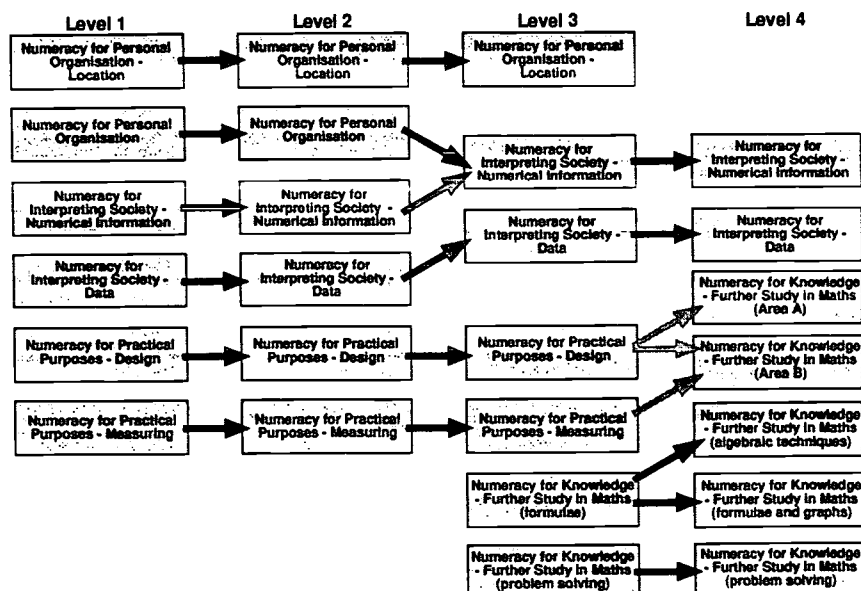 Level 1
Level 2
Level 3
Level 4
Numeracy for Personal
Organisation -
Location
Numeracy for Personal
Organisation -
Location
Numeracy for Personal
Organisation -
Location
Numeracy for Personal
Organisation
Numeracy for Personal
Organisation
Numeracy for
Interpreting Society -
Numerical Information
Numeracy for
Interpreting Society -
Numerical Information
Numeracy for
Interpreting Society -
Numerical Information
Numeracy for
Interpreting Society -
Numerical Information
Numeracy for
Interpreting Society -
Data
Numeracy for
Interpreting Society -
Data
Numeracy for
Interpreting Society -
Data
Numeracy for
Interpreting Society -
Data
Numeracy for Knowledge
- Further Study in Maths
(Area A)
Numeracy for Practical
Purposes - Design
Numeracy for Practical
Purposes - Design
Numeracy for Practical
Purposes - Design
Numeracy for Knowledge
- Further Study in Maths
(Area B)
Numeracy for Practical
Purposes - Measuring
Numeracy for Practical
Purposes - Measuring
Numeracy for Practical
Purposes - Measuring
Numeracy for Knowledge
- Further Study in Maths
(algebraic techniques)
Numeracy for Knowledge
- Further Study in Maths
(formulae)
Numeracy for Knowledge
- Further Study in Maths
(formulae and graphs)
Numeracy for Knowledge
- Further Study in Maths
(problem solving)
Numeracy for Knowledge
- Further Study in Maths
(problem solving)